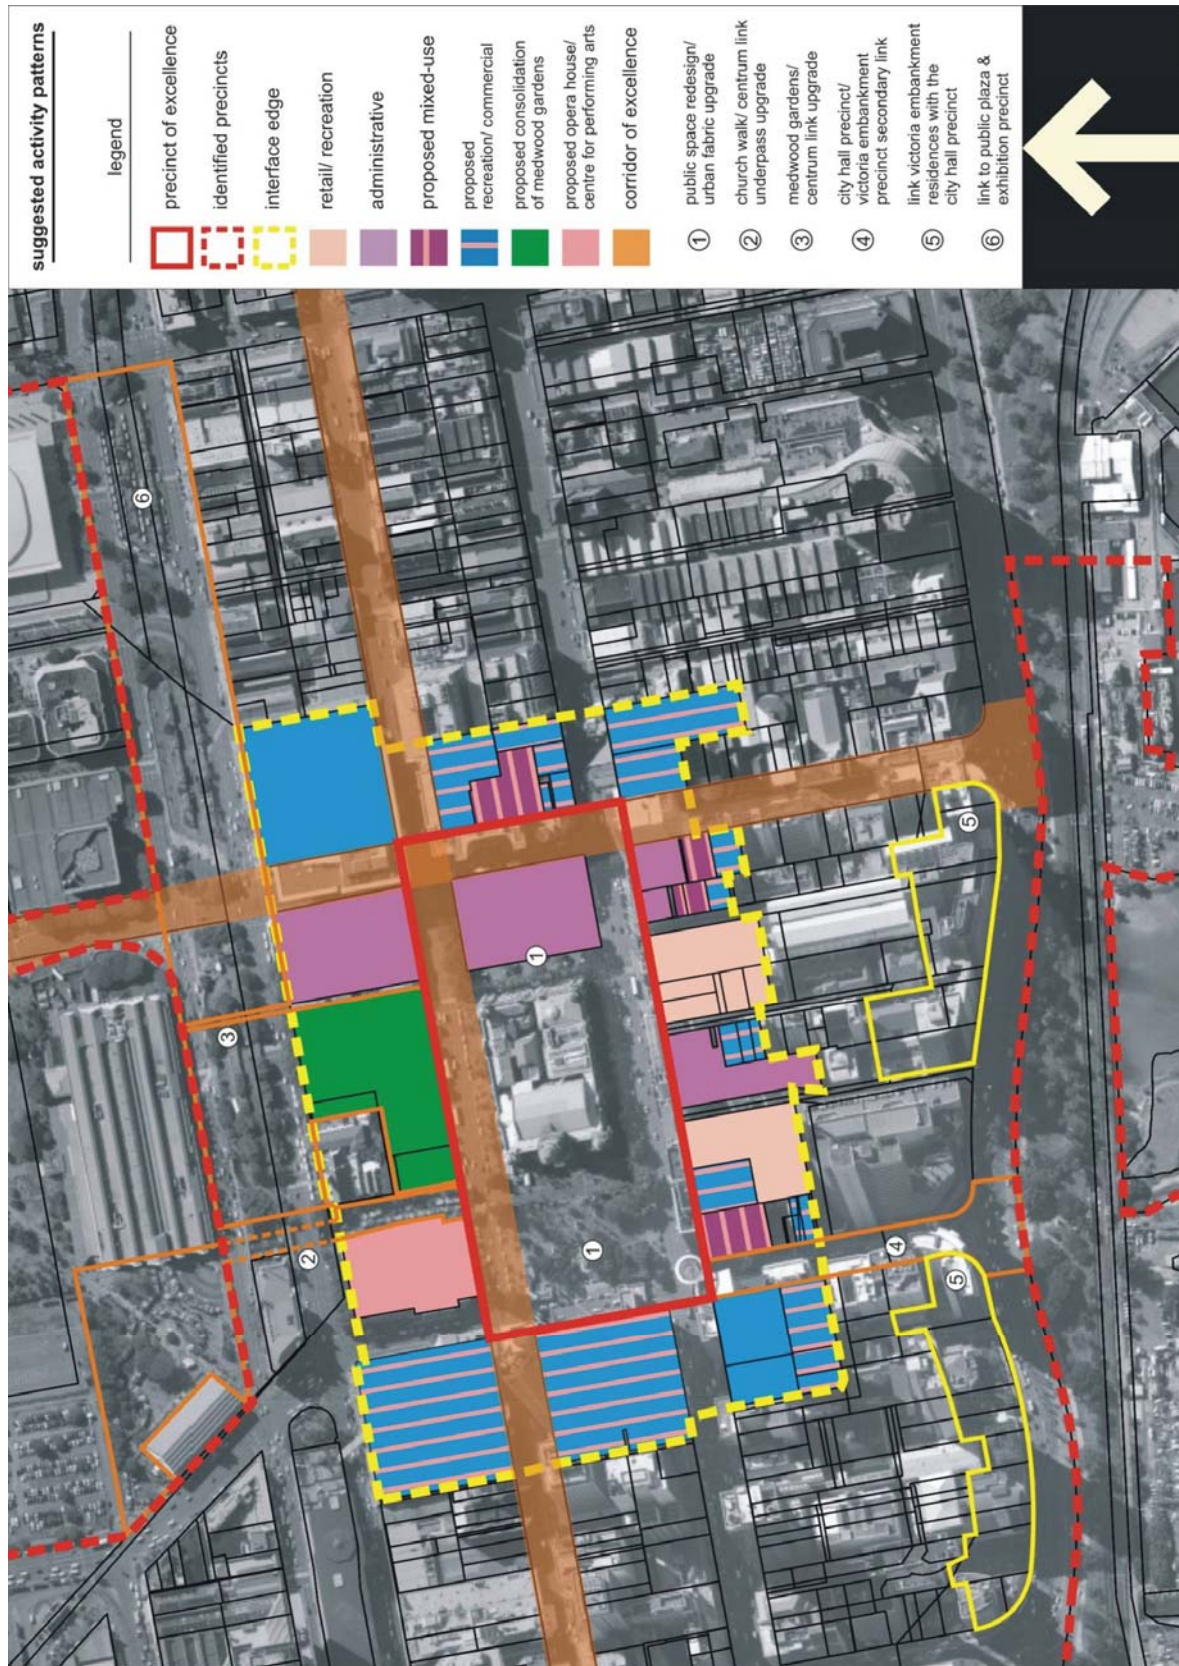 suggested activity patterns
legend
precinct of excellence
identified precincts
interface edge
retail/ recreation
administrative
proposed mixed-use
proposed
recreation/ commercial
proposed consolidation
of medwood gardens
proposed opera house/
centre for performing arts
corridor of excellence
1 public space redesign/
urban fabric upgrade
2 church walk/ centrum link
underpass upgrade
3 medwood gardens/
centrum link upgrade
4 city hall precinct/
victoria embankment
precinct secondary link
5 link victoria embankment
residences with the
city hall precinct
6 link to public plaza &
exhibition precinct
6
3
2
1
1
5
4
5